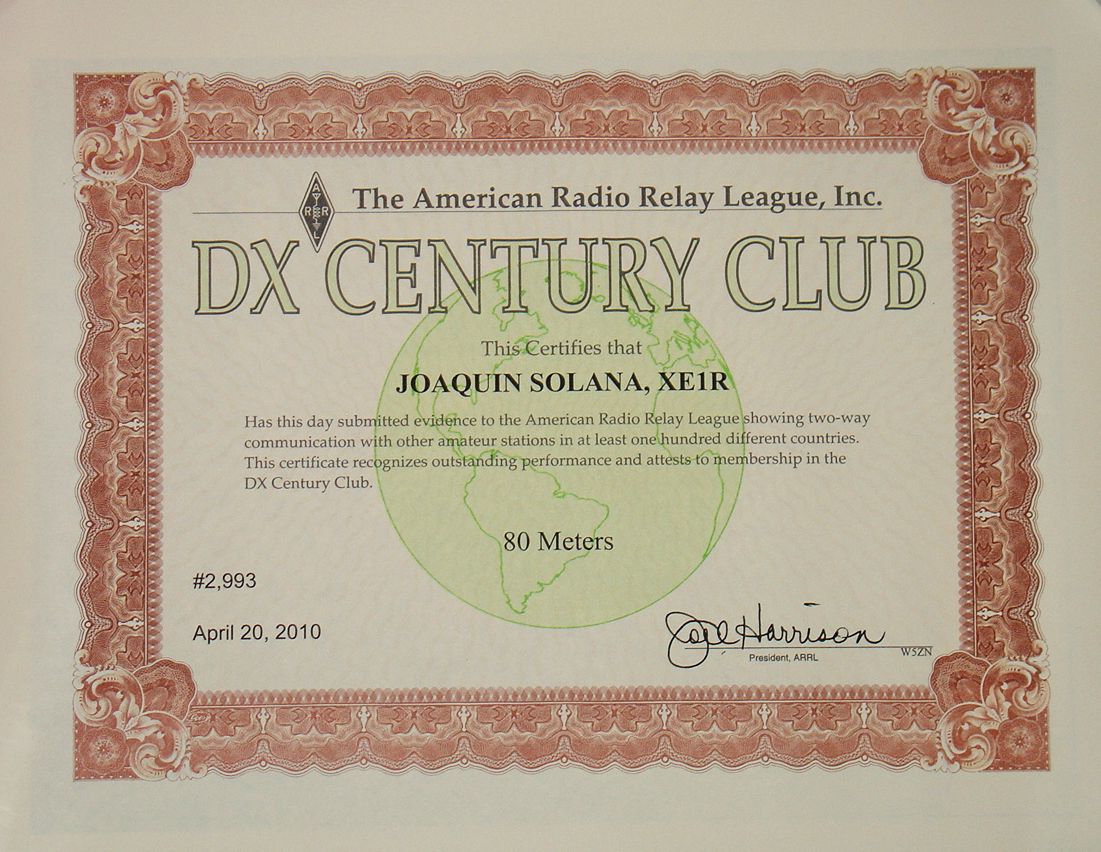 The American Radio Relay League, Inc.
ARRL
DX CENTURY CLUB
This Certifies that
JOAQUIN SOLANA, XE1R
Has this day submitted evidence to the American Radio Relay League showing two-way
communication with other amateur stations in at least one hundred different countries.
This certificate recognizes outstanding performance and attests to membership in the
DX Century Club.
80 Meters
#2,993
April 20, 2010
Joel Harrison
W5ZN
President, ARRL